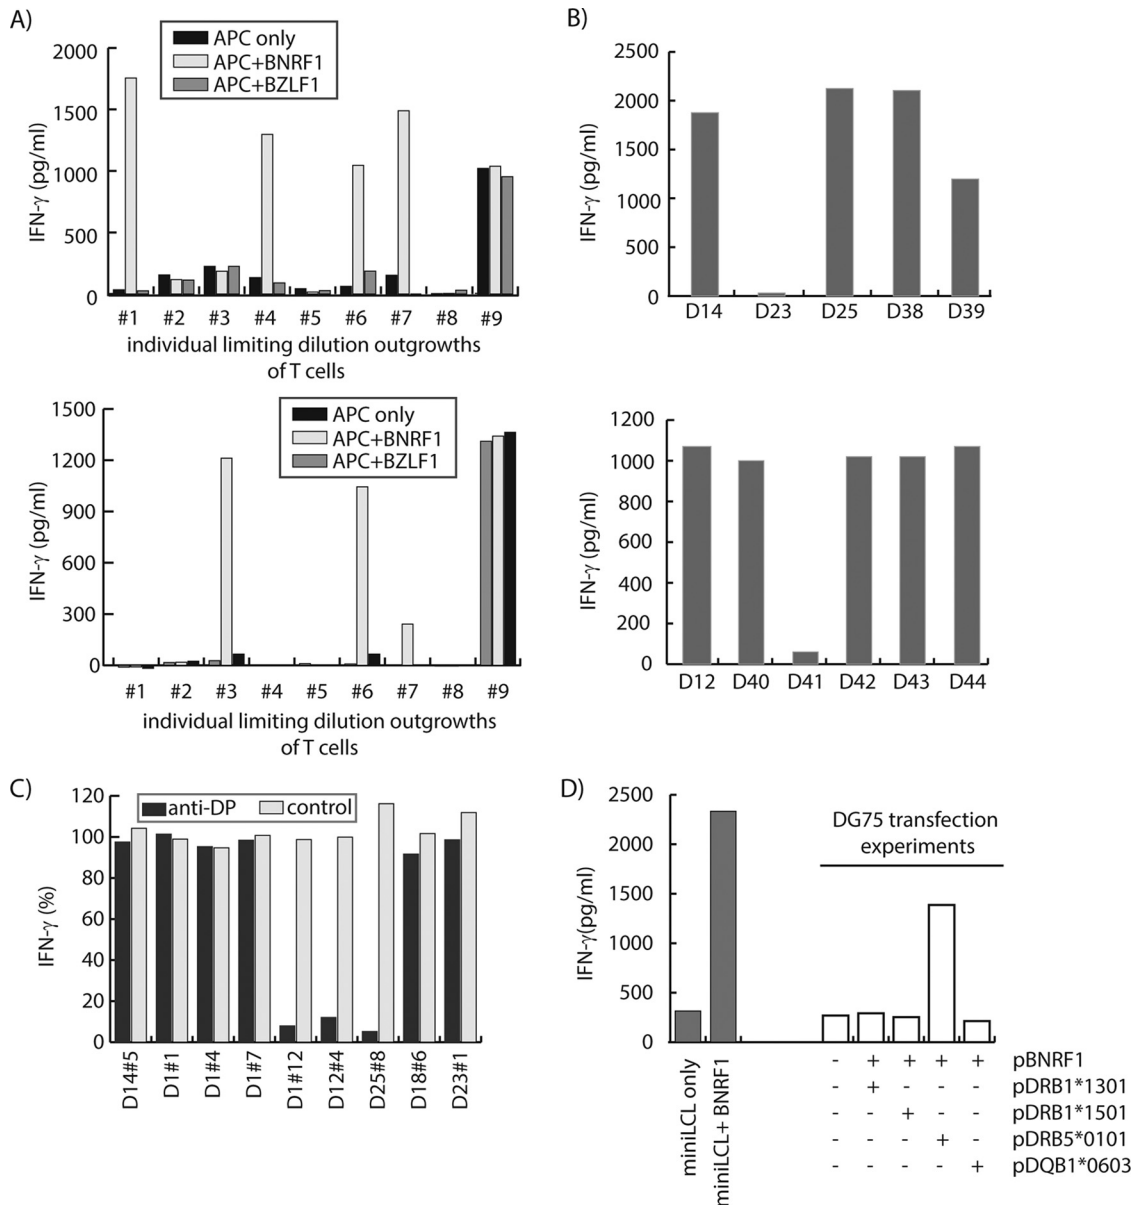 A)
APC only
APC+BNRF1
APC+BZLF1
IFN-γ (pg/ml)
2000
1500
1000
500
0
#1 #2 #3 #4 #5 #6 #7 #8 #9
individual limiting dilution outgrowths
of T cells
APC only
APC+BNRF1
APC+BZLF1
IFN-γ (pg/ml)
1500
1200
900
600
300
0
#1 #2 #3 #4 #5 #6 #7 #8 #9
individual limiting dilution outgrowths
of T cells
B)
IFN-γ (pg/ml)
2500
2000
1500
1000
500
0
D14 D23 D25 D38 D39
IFN-γ (pg/ml)
1200
1000
800
600
400
200
0
D12 D40 D41 D42 D43 D44
C)
anti-DP control
IFN-γ (%)
120
100
80
60
40
20
0
D14#5 D1#1 D1#4 D1#7 D1#12 D12#4 D25#8 D18#6 D23#1
D)
DG75 transfection
experiments
IFN-γ(pg/ml)
2500
2000
1500
1000
500
0
miniLCL only
miniLCL+ BNRF1
- + + + + pBNRF1
- + - - - pDRB1*1301
- - + - - pDRB1*1501
- - - + - pDRB5*0101
- - - - + pDQB1*0603